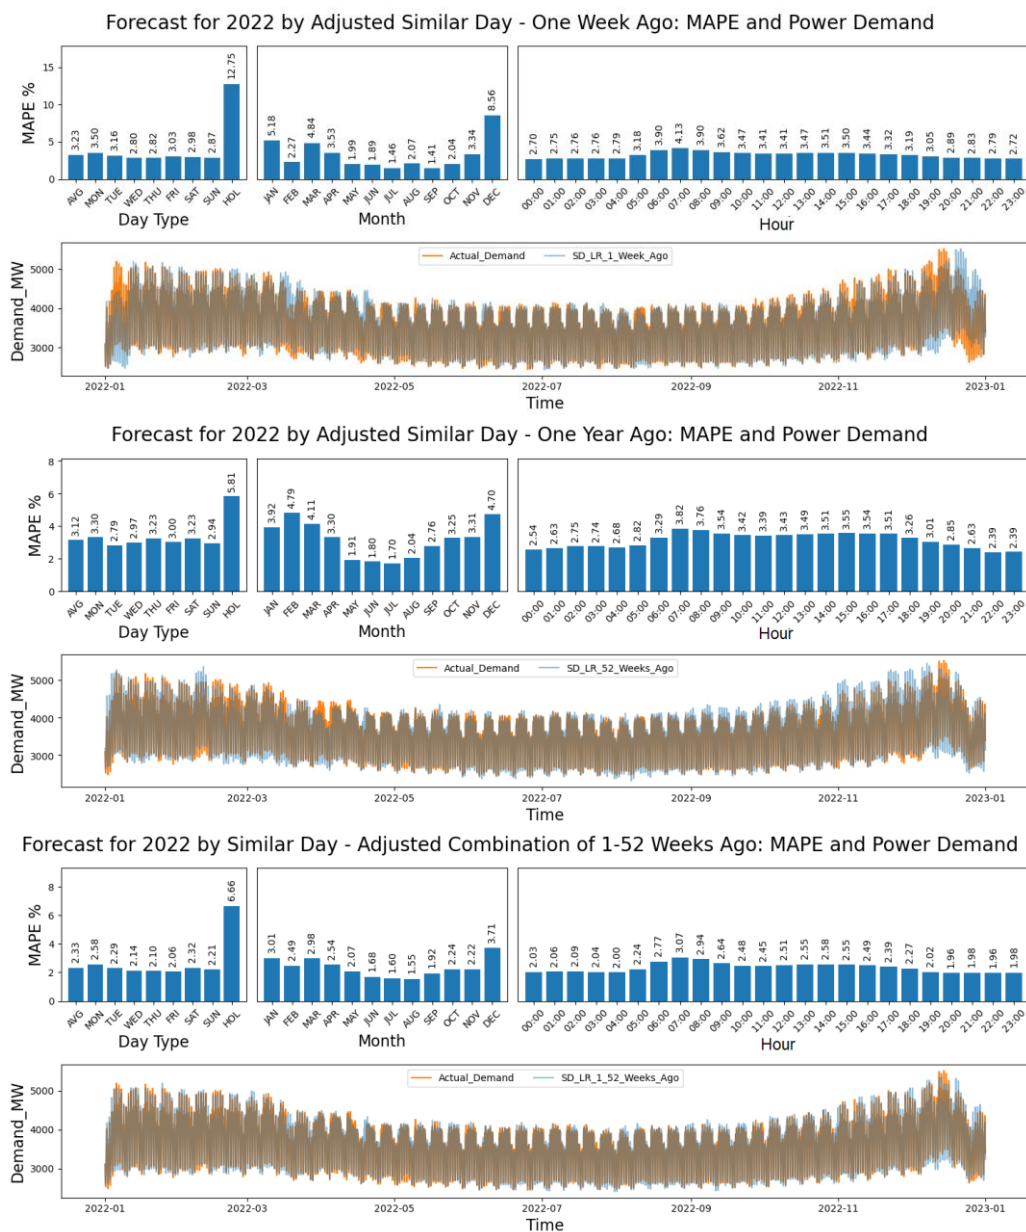 Forecast for 2022 by Adjusted Similar Day - One Week Ago: MAPE and Power Demand
MAPE %
15
10
5
0
3.23 3.50 3.16 2.80 2.82 3.03 2.98 2.87 12.75
AVG MON TUE WED THU FRI SAT SUN HOL
Day Type
5.18 2.27 4.84 3.53 1.99 1.89 1.46 2.07 1.41 2.04 3.34 8.56
JAN FEB MAR APR MAY JUN JUL AUG SEP OCT NOV DEC
Month
2.70 2.75 2.76 2.76 2.79 3.18 3.90 4.13 3.90 3.62 3.47 3.41 3.41 3.47 3.51 3.50 3.44 3.32 3.19 3.05 2.89 2.83 2.79 2.72
00:00 01:00 02:00 03:00 04:00 05:00 06:00 07:00 08:00 09:00 10:00 11:00 12:00 13:00 14:00 15:00 16:00 17:00 18:00 19:00 20:00 21:00 22:00 23:00
Hour
Demand_MW
5000
4000
3000
Actual_Demand SD_LR_1_Week_Ago
2022-01 2022-03 2022-05 2022-07 2022-09 2022-11 2023-01
Time
Forecast for 2022 by Adjusted Similar Day - One Year Ago: MAPE and Power Demand
MAPE %
8
6
4
2
0
3.12 3.30 2.79 2.97 3.23 3.00 3.23 2.94 5.81
AVG MON TUE WED THU FRI SAT SUN HOL
Day Type
3.92 4.79 4.11 3.30 1.91 1.80 1.70 2.04 2.76 3.25 3.31 4.70
JAN FEB MAR APR MAY JUN JUL AUG SEP OCT NOV DEC
Month
2.54 2.63 2.75 2.74 2.68 2.82 3.29 3.82 3.76 3.54 3.42 3.39 3.43 3.49 3.51 3.55 3.54 3.51 3.26 3.01 2.85 2.63 2.39 2.39
00:00 01:00 02:00 03:00 04:00 05:00 06:00 07:00 08:00 09:00 10:00 11:00 12:00 13:00 14:00 15:00 16:00 17:00 18:00 19:00 20:00 21:00 22:00 23:00
Hour
Demand_MW
5000
4000
3000
Actual_Demand SD_LR_52_Weeks_Ago
2022-01 2022-03 2022-05 2022-07 2022-09 2022-11 2023-01
Time
Forecast for 2022 by Similar Day - Adjusted Combination of 1-52 Weeks Ago: MAPE and Power Demand
MAPE %
8
6
4
2
0
2.33 2.58 2.29 2.14 2.10 2.06 2.32 2.21 6.66
AVG MON TUE WED THU FRI SAT SUN HOL
Day Type
3.01 2.49 2.98 2.54 2.07 1.68 1.60 1.55 1.92 2.24 2.22 3.71
JAN FEB MAR APR MAY JUN JUL AUG SEP OCT NOV DEC
Month
2.03 2.06 2.09 2.04 2.00 2.24 2.77 3.07 2.94 2.64 2.48 2.45 2.51 2.55 2.58 2.55 2.49 2.39 2.27 2.02 1.96 1.98 1.96 1.98
00:00 01:00 02:00 03:00 04:00 05:00 06:00 07:00 08:00 09:00 10:00 11:00 12:00 13:00 14:00 15:00 16:00 17:00 18:00 19:00 20:00 21:00 22:00 23:00
Hour
Demand_MW
5000
4000
3000
Actual_Demand SD_LR_1_52_Weeks_Ago
2022-01 2022-03 2022-05 2022-07 2022-09 2022-11 2023-01
Time